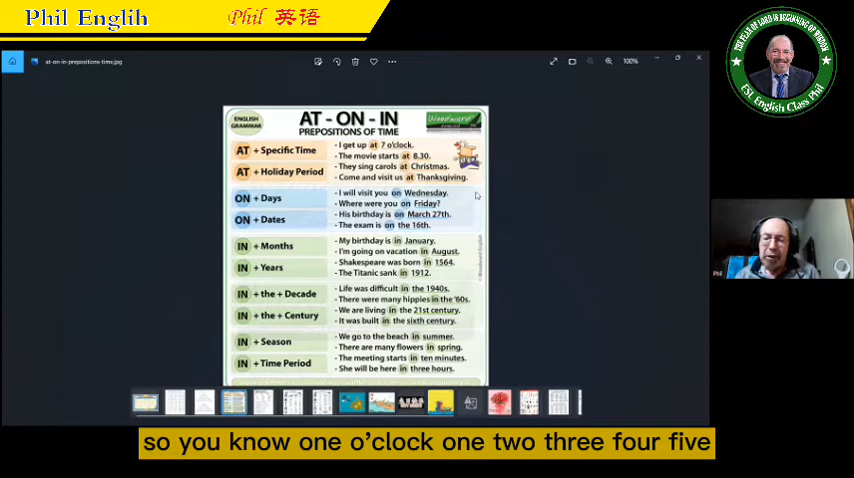 Phil Englih
Phil 英语
THE FEAR OF LORD IS BEGINNING OF WISDOM
ESL English Class Phil
at-on-in-prepositions-time.jpg
100%
ENGLISH
GRAMMAR
AT - ON - IN
PREPOSITIONS OF TIME
Woodward
AT + Specific Time
AT + Holiday Period
- I get up at 7 o'clock.
- The movie starts at 8.30.
- They sing carols at Christmas.
- Come and visit us at Thanksgiving.
ON + Days
ON + Dates
- I will visit you on Wednesday.
- Where were you on Friday?
- His birthday is on March 27th.
- The exam is on the 16th.
IN + Months
IN + Years
- My birthday is in January.
- I'm going on vacation in August.
- Shakespeare was born in 1564.
- The Titanic sank in 1912.
IN + the + Decade
IN + the + Century
- Life was difficult in the 1940s.
- There were many hippies in the '60s.
- We are living in the 21st century.
- It was built in the sixth century.
IN + Season
IN + Time Period
- We go to the beach in summer.
- There are many flowers in spring.
- The meeting starts in ten minutes.
- She will be here in three hours.
© Woodward English
Phil
so you know one o'clock one two three four five